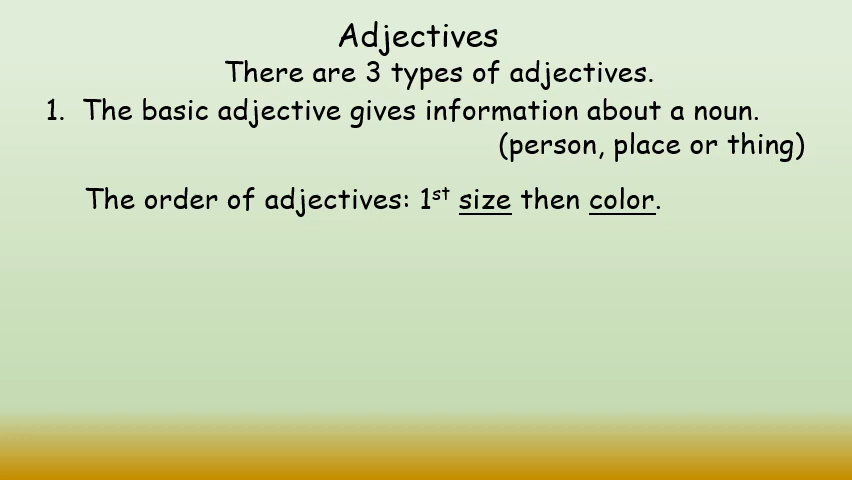 Adjectives
There are 3 types of adjectives.
1. The basic adjective gives information about a noun.
(person, place or thing)
The order of adjectives: 1st size then color.